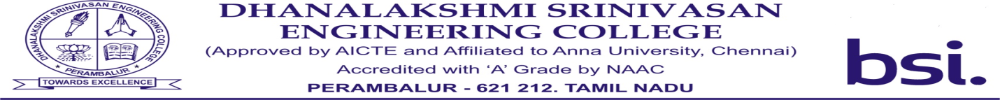 DHANALAKSHMI SRINIVASAN ENGINEERING COLLEGE
PERAMBALUR
TOWARDS EXCELLENCE
DHANALAKSHMI SRINIVASAN
ENGINEERING COLLEGE
(Approved by AICTE and Affiliated to Anna University, Chennai)
Accredited with ‘A’ Grade by NAAC
PERAMBALUR - 621 212. TAMIL NADU
bsi.